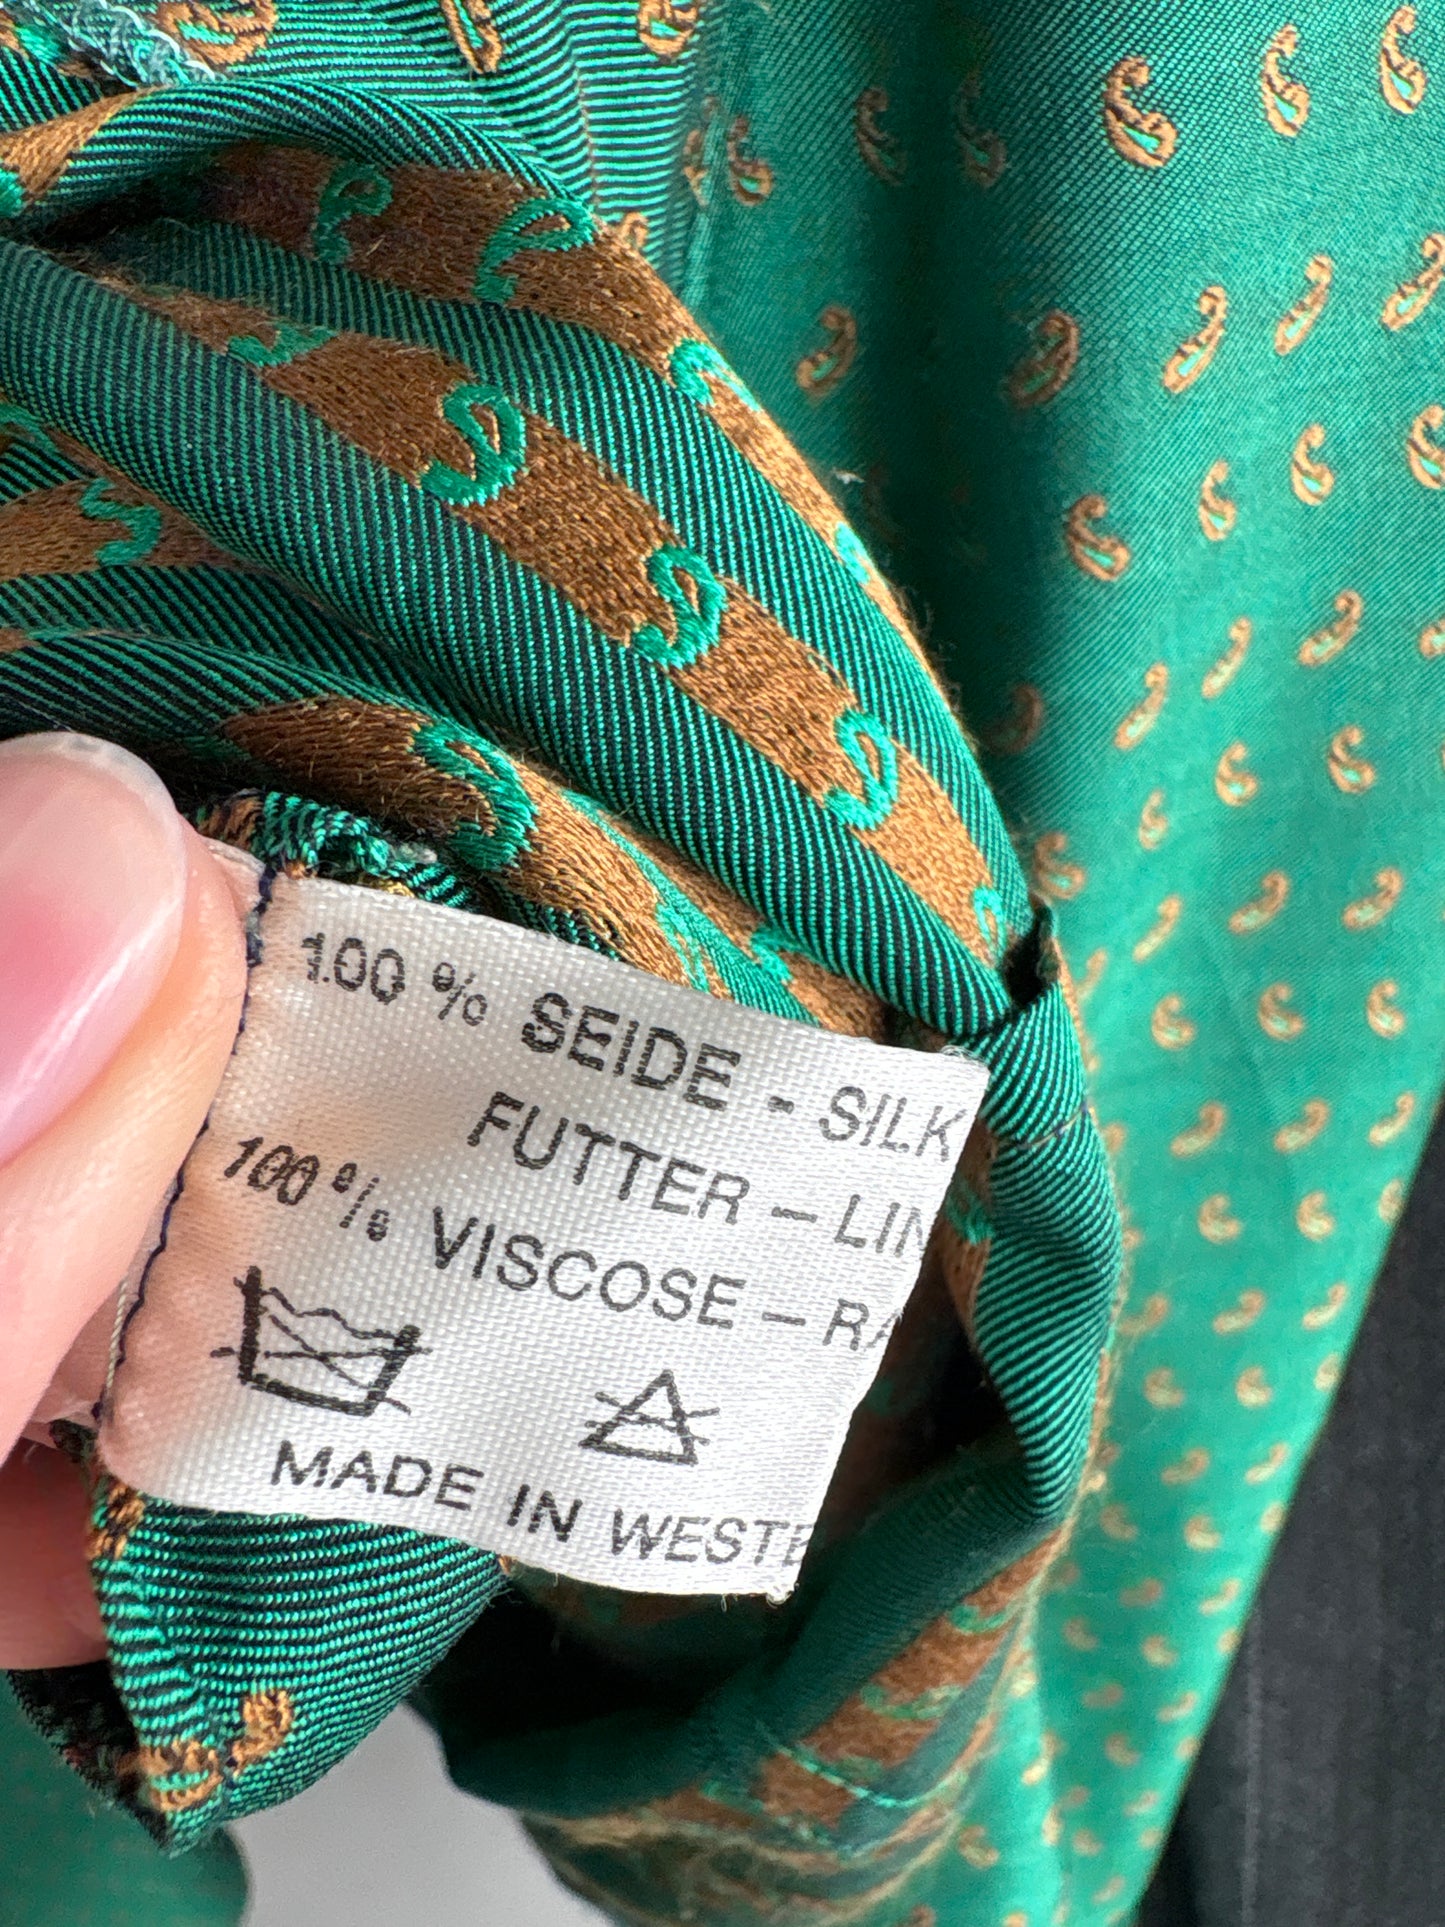 100 % SEIDE - SILK
FUTTER - LIN
100 % VISCOSE - RA
MADE IN WESTE